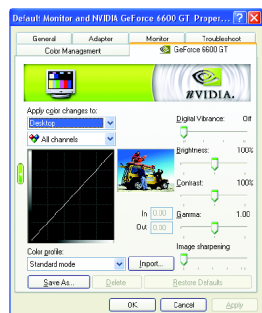 Default Monitor and NVIDIA GeForce 6600 GT Proper...
General Adapter Monitor Troubleshoot
Color Management GeForce 6600 GT
NVIDIA.
Apply color changes to:
Desktop
All channels
Digital Vibrance: Off
Brightness: 100%
Contrast: 100%
In 0.00 Gamma: 1.00
Out 0.00
Image sharpening
Color profile:
Standard mode Import...
Save As... Delete Restore Defaults
OK Cancel Apply